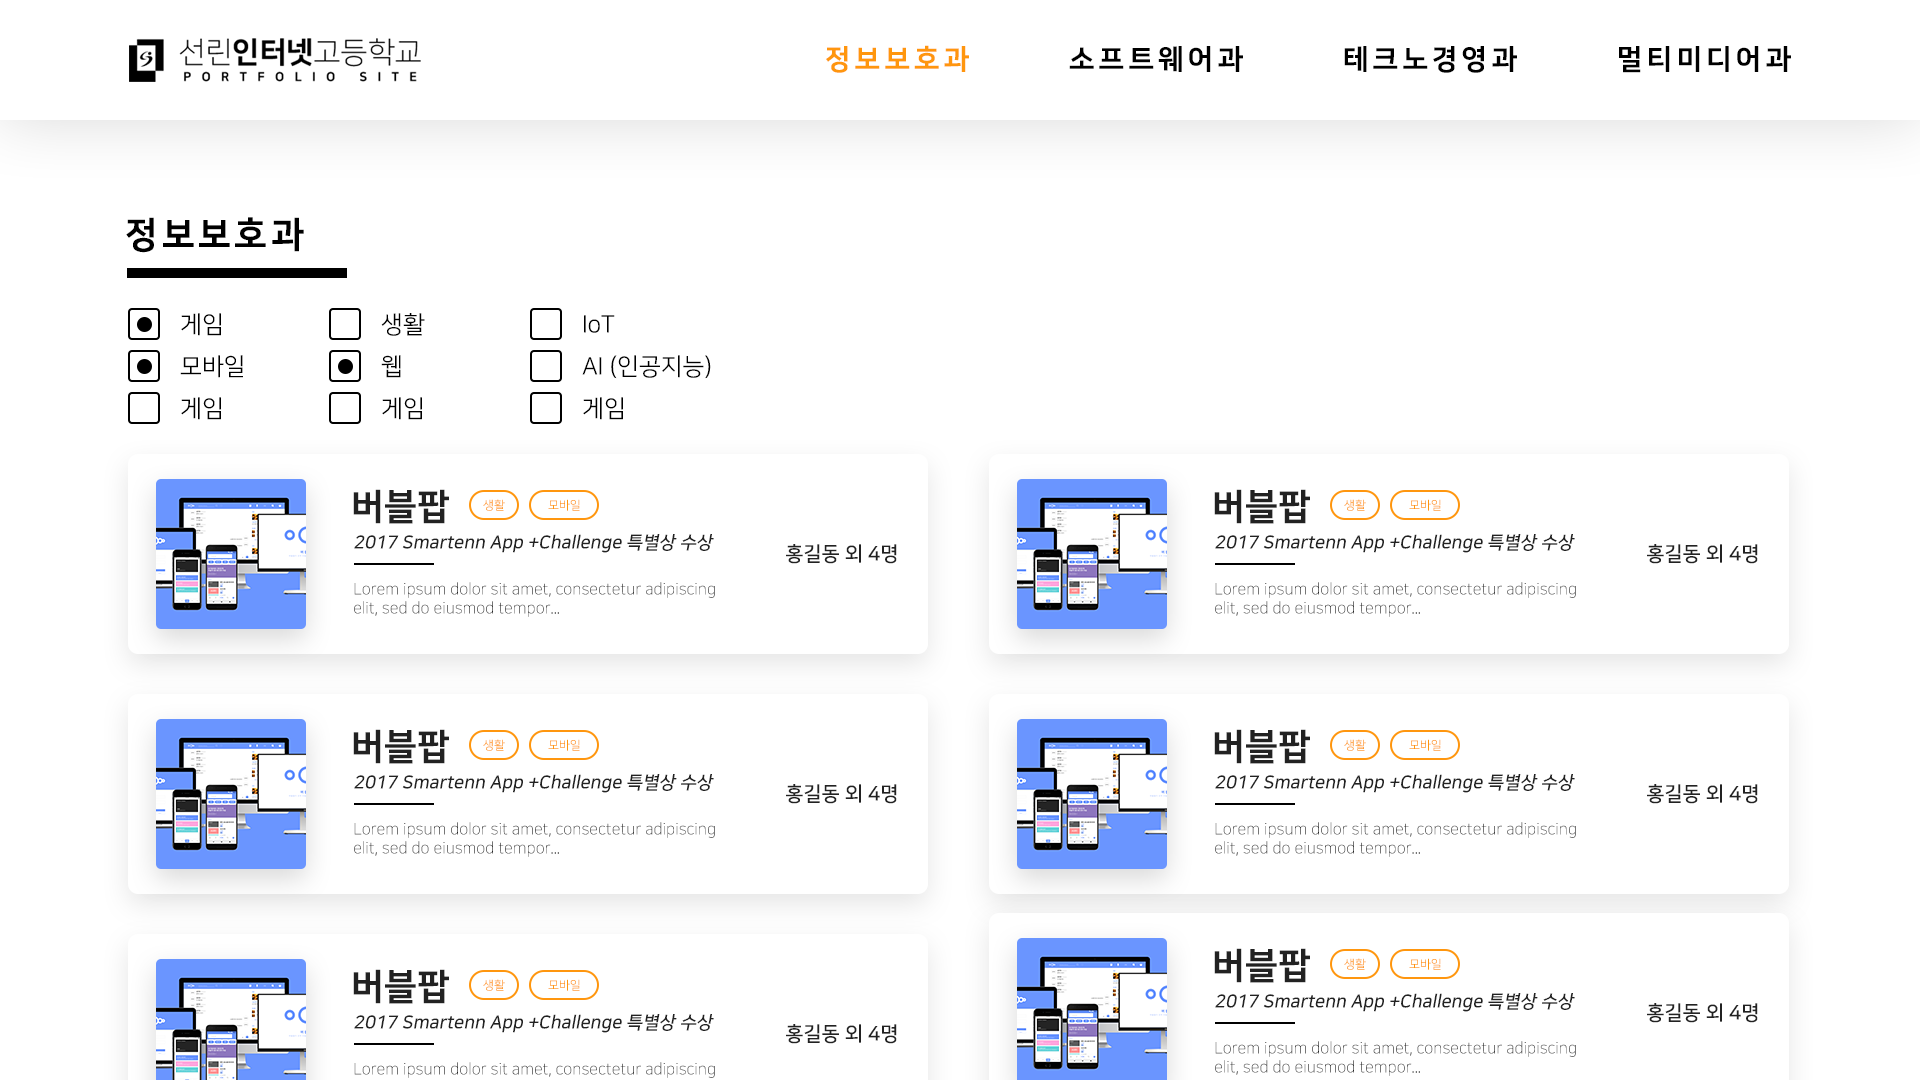 선린인터넷고등학교
PORTFOLIO SITE
정보보호과
소프트웨어과
테크노경영과
멀티미디어과
정보보호과
게임
생활
IoT
모바일
웹
AI (인공지능)
게임
게임
게임
버블팝
생활
모바일
2017 Smartenn App +Challenge 특별상 수상
홍길동 외 4명
Lorem ipsum dolor sit amet, consectetur adipiscing
elit, sed do eiusmod tempor...
버블팝
생활
모바일
2017 Smartenn App +Challenge 특별상 수상
홍길동 외 4명
Lorem ipsum dolor sit amet, consectetur adipiscing
elit, sed do eiusmod tempor...
버블팝
생활
모바일
2017 Smartenn App +Challenge 특별상 수상
홍길동 외 4명
Lorem ipsum dolor sit amet, consectetur adipiscing
elit, sed do eiusmod tempor...
버블팝
생활
모바일
2017 Smartenn App +Challenge 특별상 수상
홍길동 외 4명
Lorem ipsum dolor sit amet, consectetur adipiscing
elit, sed do eiusmod tempor...
버블팝
생활
모바일
2017 Smartenn App +Challenge 특별상 수상
홍길동 외 4명
Lorem ipsum dolor sit amet, consectetur adipiscing
버블팝
생활
모바일
2017 Smartenn App +Challenge 특별상 수상
홍길동 외 4명
Lorem ipsum dolor sit amet, consectetur adipiscing
elit, sed do eiusmod tempor...